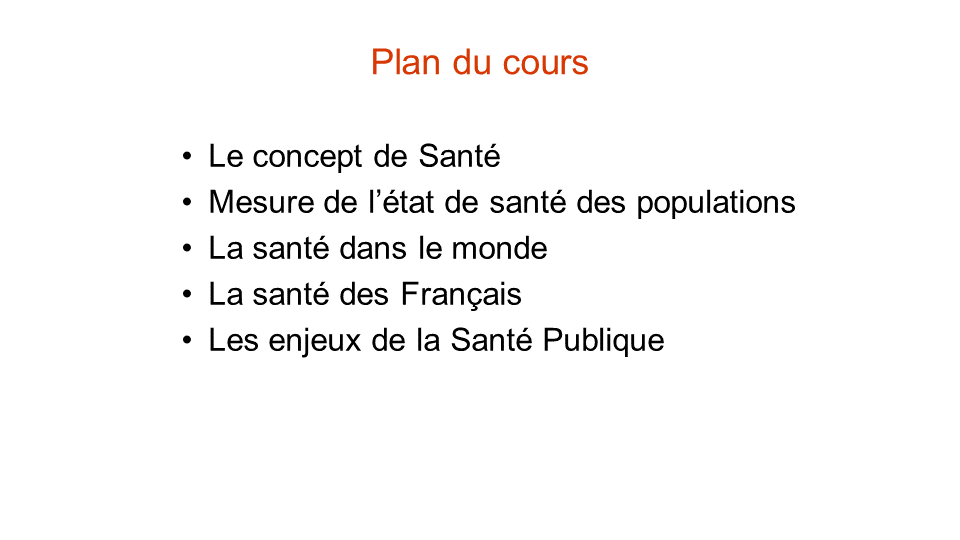 Plan du cours
• Le concept de Santé
• Mesure de l’état de santé des populations
• La santé dans le monde
• La santé des Français
• Les enjeux de la Santé Publique